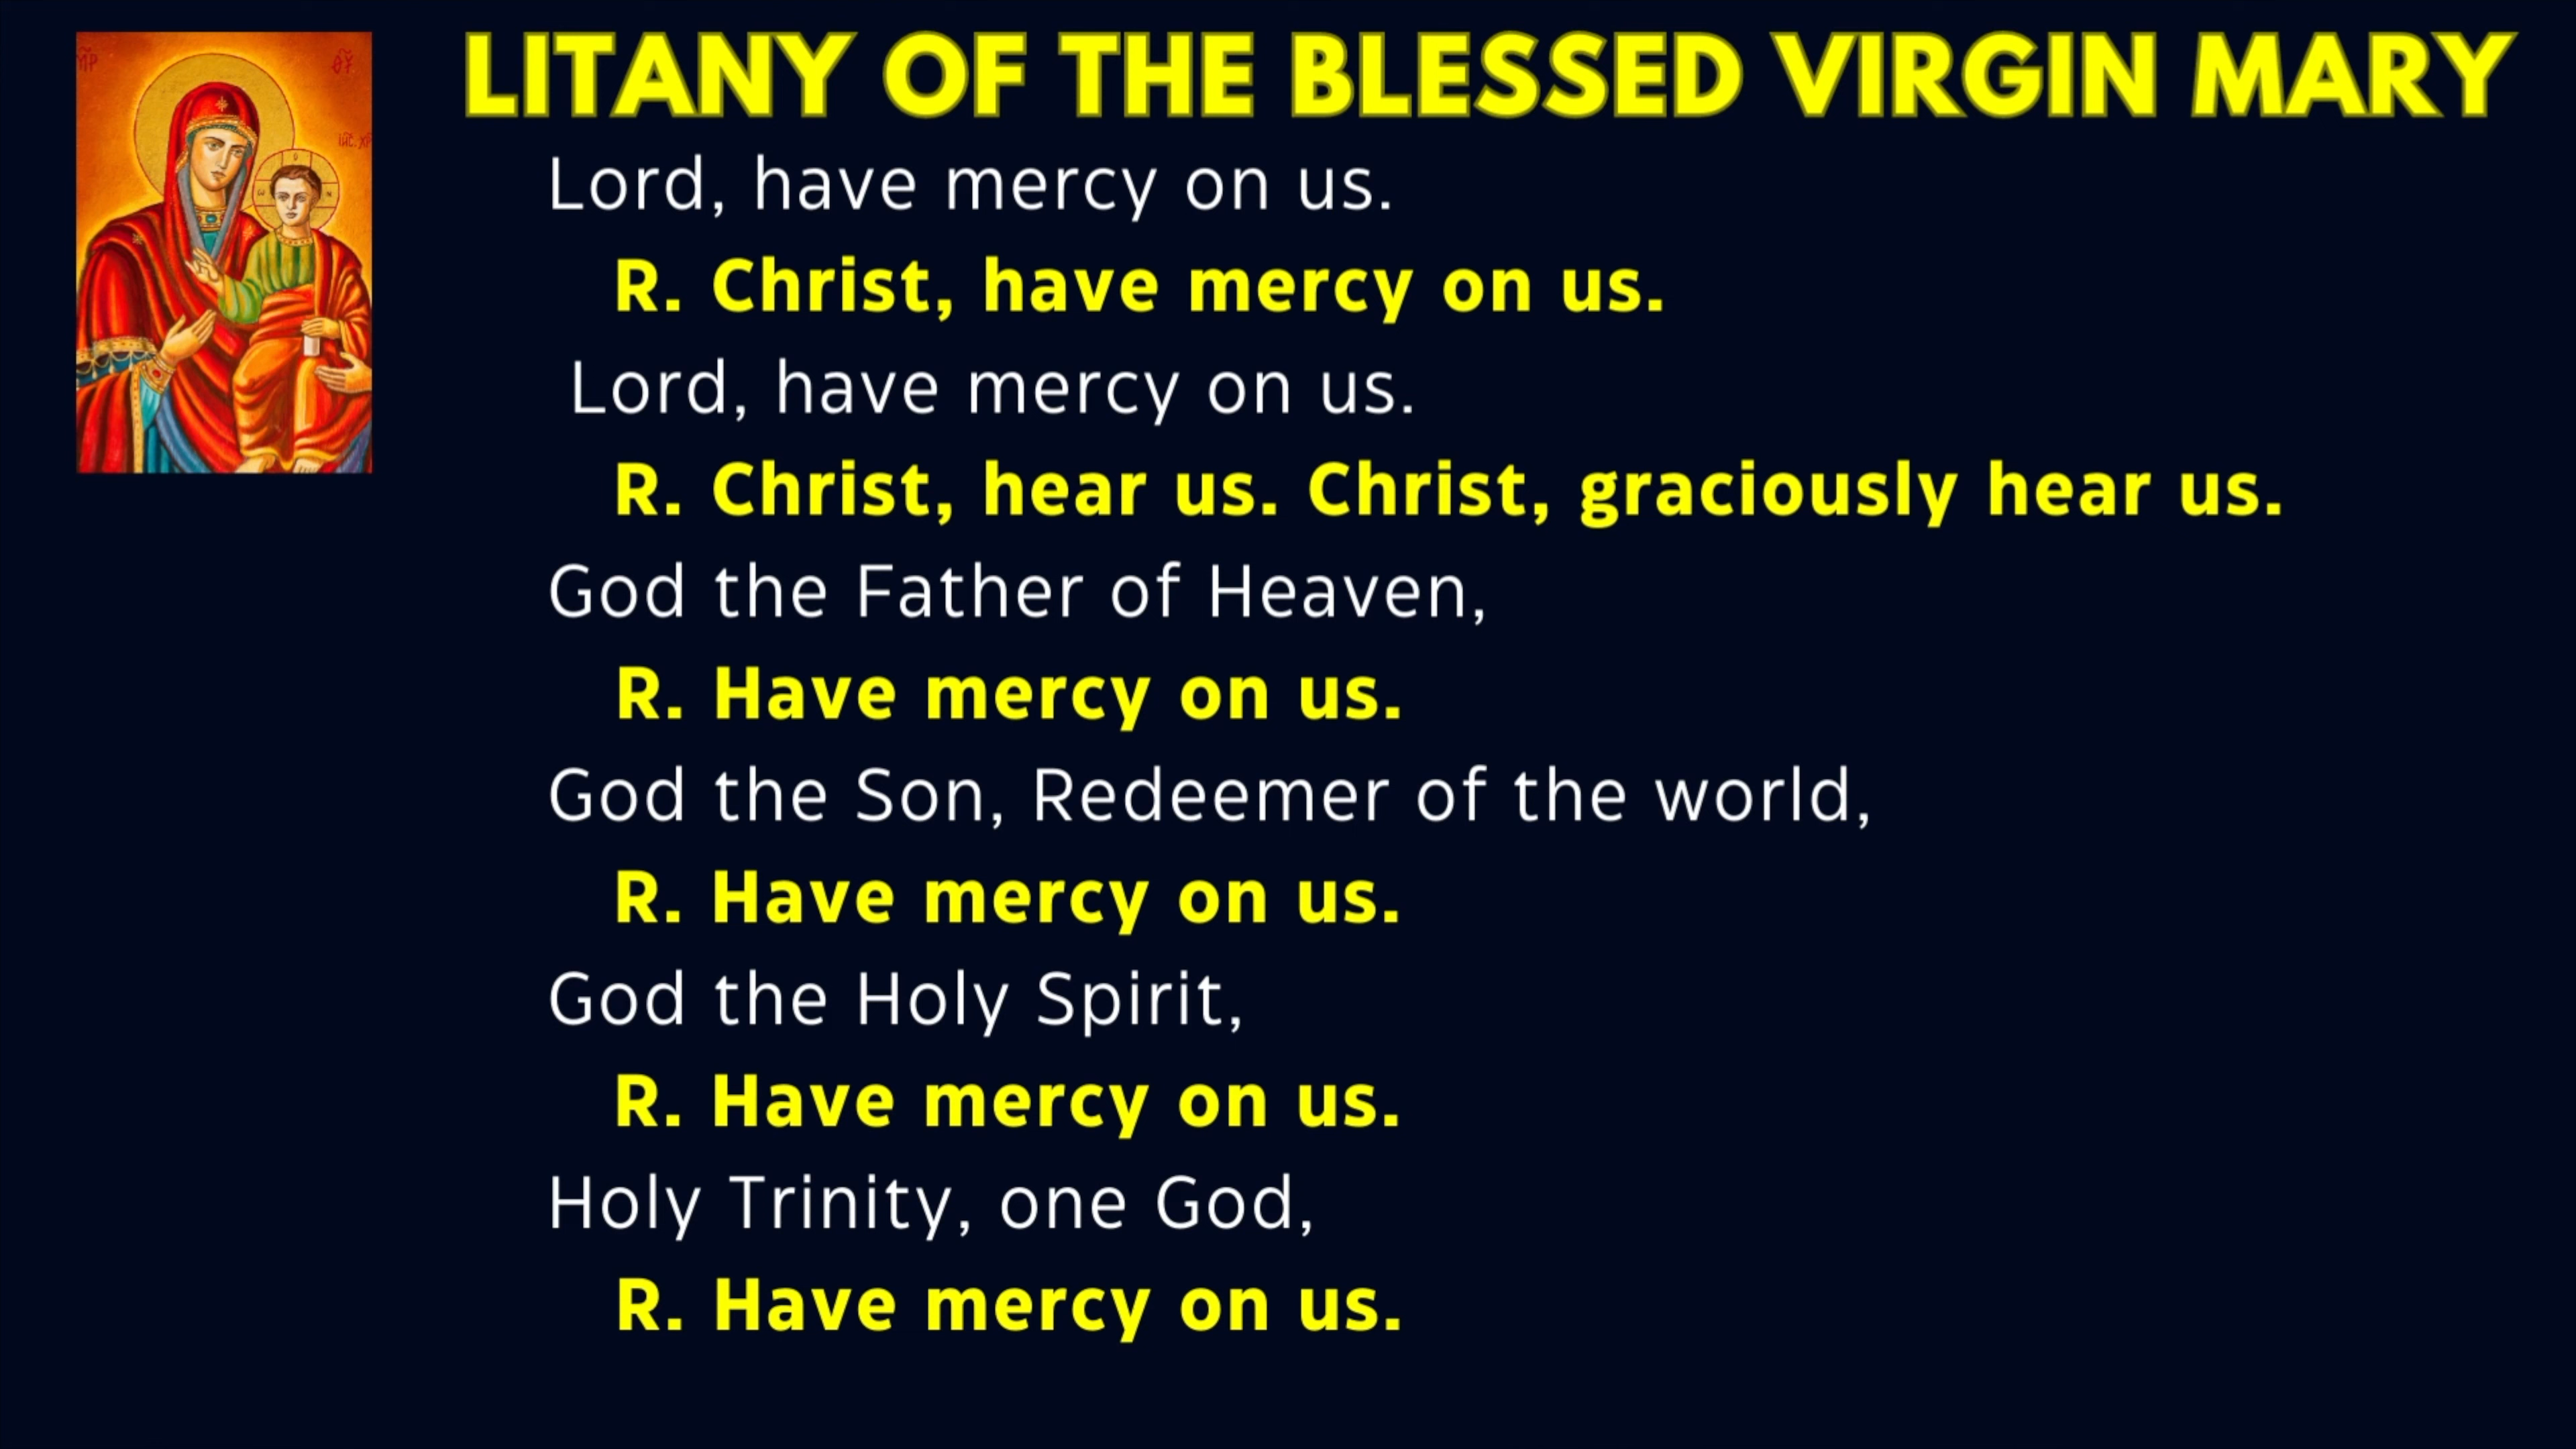 LITANY OF THE BLESSED VIRGIN MARY
Lord, have mercy on us.
R. Christ, have mercy on us.
Lord, have mercy on us.
R. Christ, hear us. Christ, graciously hear us.
God the Father of Heaven,
R. Have mercy on us.
God the Son, Redeemer of the world,
R. Have mercy on us.
God the Holy Spirit,
R. Have mercy on us.
Holy Trinity, one God,
R. Have mercy on us.